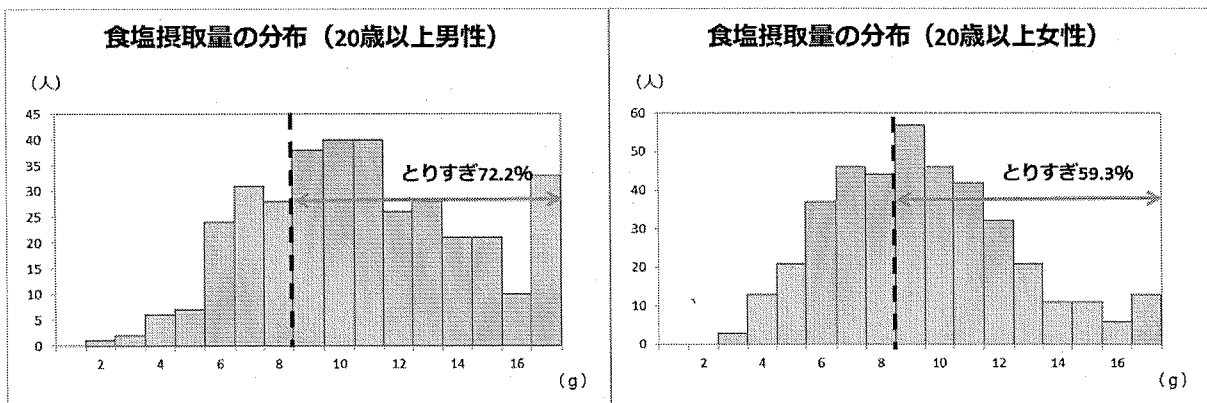 食塩摂取量の分布（20歳以上男性）
（人）
45
40
35
30
25
20
15
10
5
0
とりすぎ72.2%
2 4 6 8 10 12 14 16
（g）
食塩摂取量の分布（20歳以上女性）
（人）
60
50
40
30
20
10
0
とりすぎ59.3%
2 4 6 8 10 12 14 16
（g）